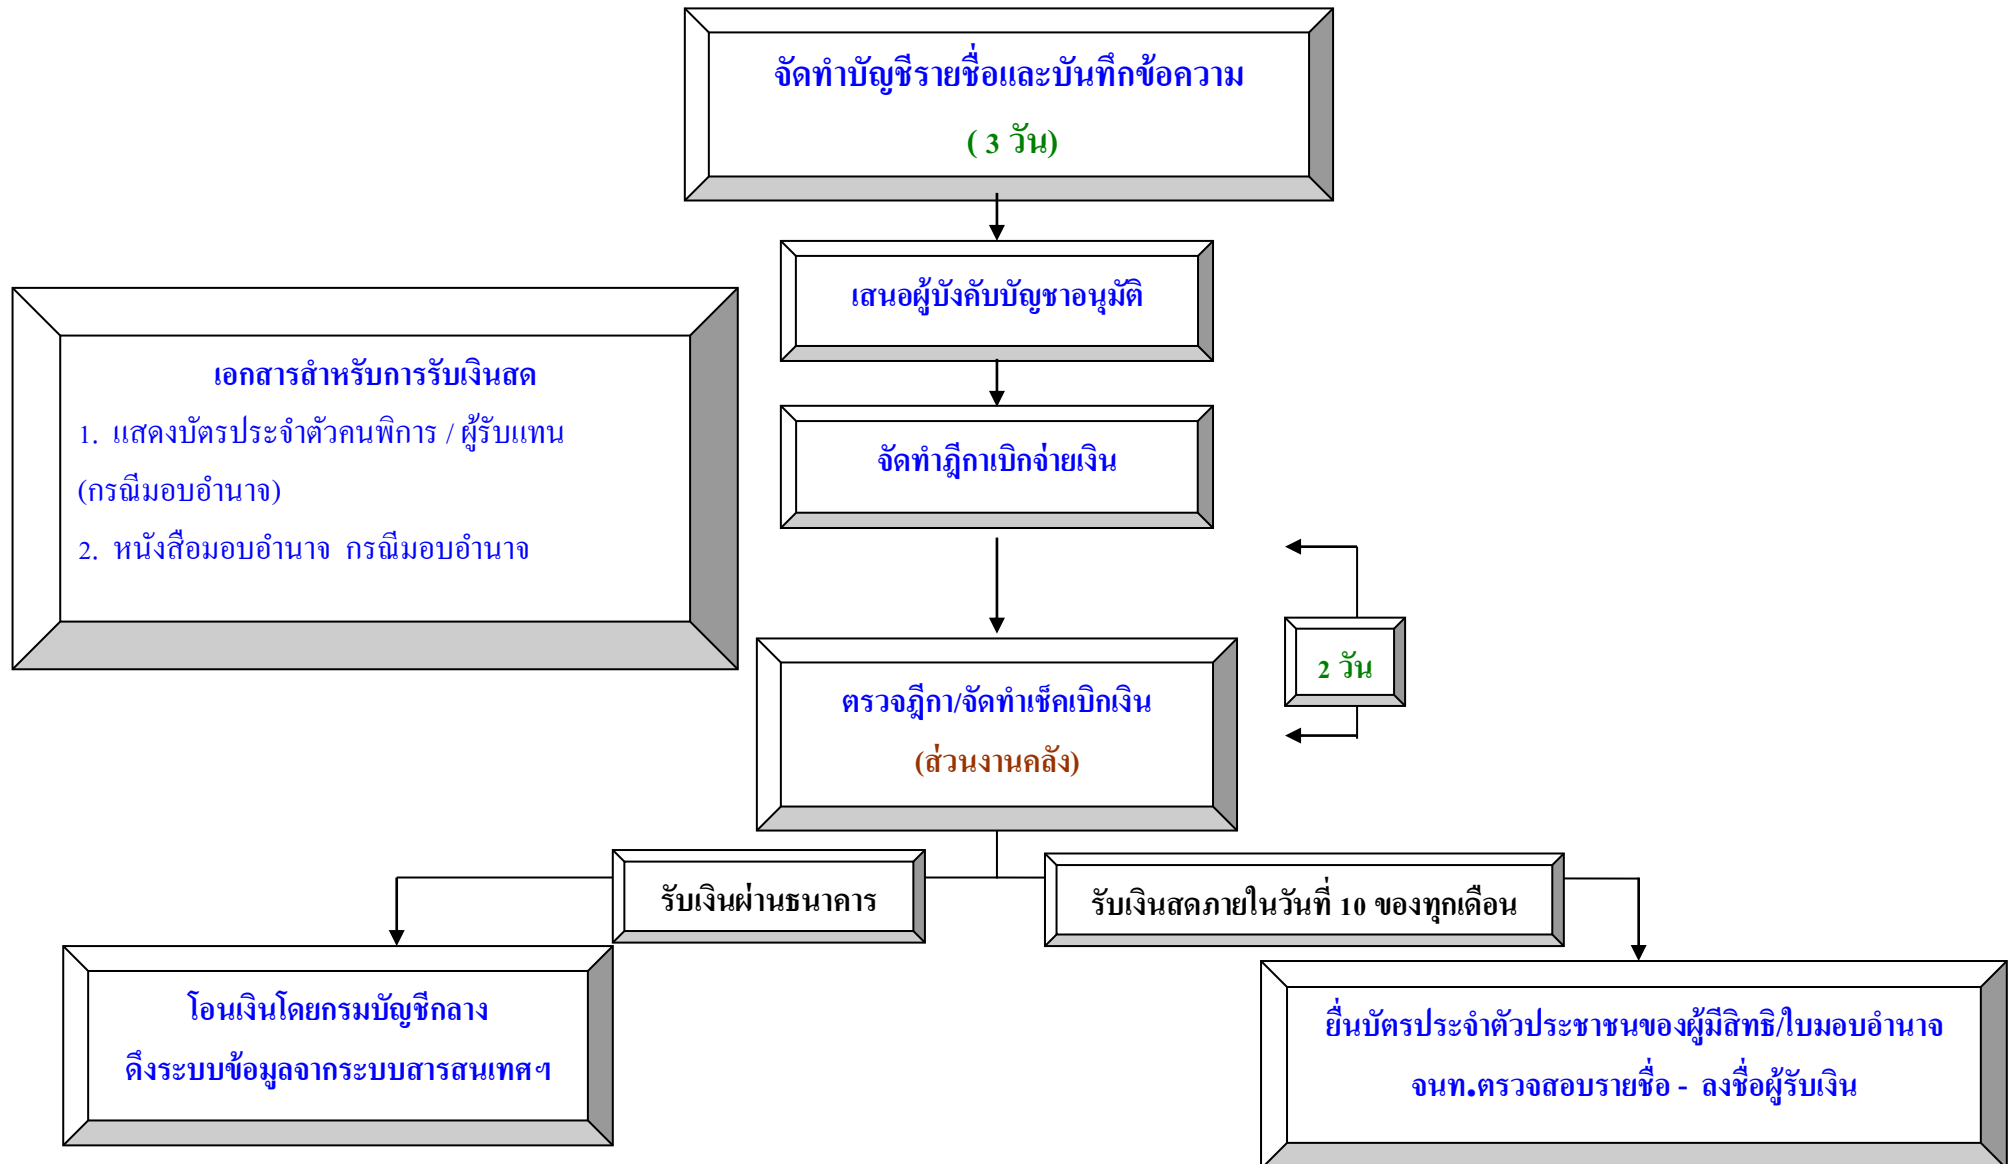 จัดทำบัญชีรายชื่อและบันทึกข้อความ
( 3 วัน)
เสนอผู้บังคับบัญชาอนุมัติ
เอกสารสำหรับการรับเงินสด
1. แสดงบัตรประจำตัวคนพิการ / ผู้รับแทน
(กรณีมอบอำนาจ)
2. หนังสือมอบอำนาจ กรณีมอบอำนาจ
จัดทำฎีกาเบิกจ่ายเงิน
2 วัน
ตรวจฎีกา/จัดทำเช็คเบิกเงิน
(ส่วนงานคลัง)
รับเงินผ่านธนาคาร
รับเงินสดภายในวันที่ 10 ของทุกเดือน
โอนเงินโดยกรมบัญชีกลาง
ดึงระบบข้อมูลจากระบบสารสนเทศฯ
ยื่นบัตรประจำตัวประชาชนของผู้มีสิทธิ/ใบมอบอำนาจ
จนท.ตรวจสอบรายชื่อ - ลงชื่อผู้รับเงิน